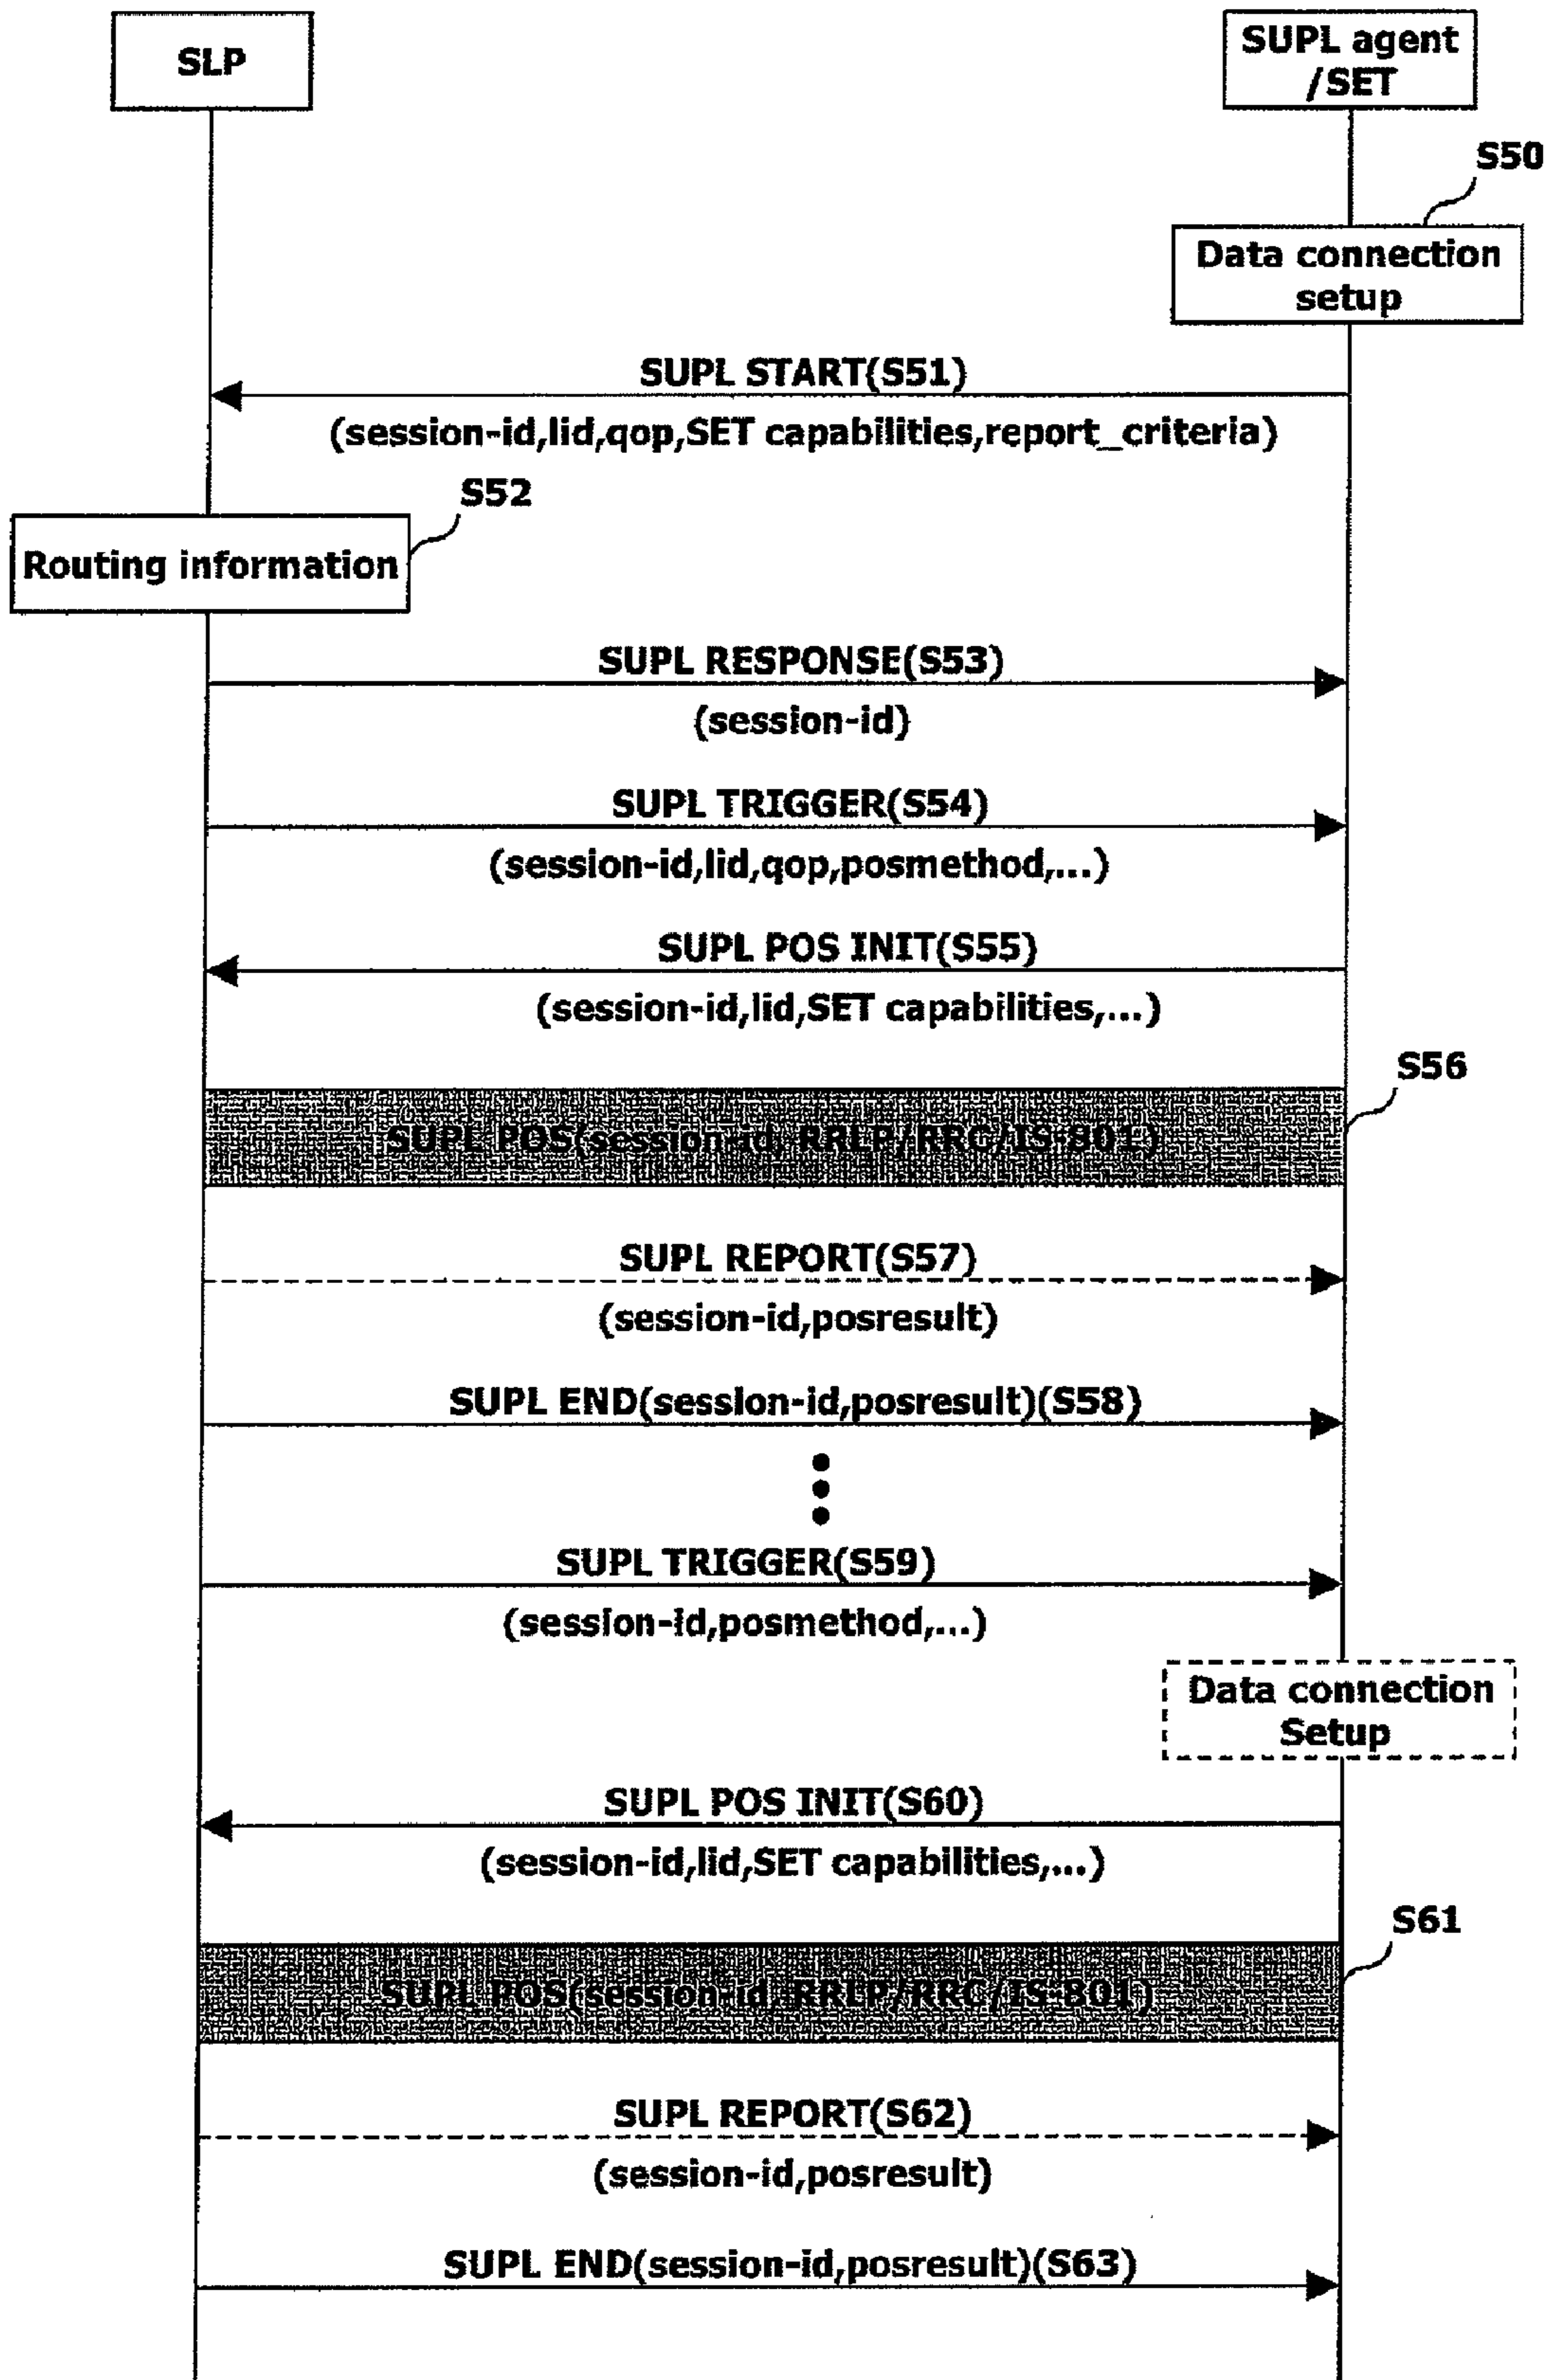 SLP
SUPL agent
/SET
S50
Data connection
setup
SUPL START(S51)
(session-id,lid,qop,SET capabilities,report_criteria)
S52
Routing information
SUPL RESPONSE(S53)
(session-id)
SUPL TRIGGER(S54)
(session-id,lid,qop,posmethod,...)
SUPL POS INIT(S55)
(session-id,lid,SET capabilities,...)
S56
SUPL POS(session-id, RRLP/RRC/IS-801)
SUPL REPORT(S57)
(session-id,posresult)
SUPL END(session-id,posresult)(S58)
SUPL TRIGGER(S59)
(session-id,posmethod,...)
Data connection
Setup
SUPL POS INIT(S60)
(session-id,lid,SET capabilities,...)
S61
SUPL POS(session-id, RRLP/RRC/IS-801)
SUPL REPORT(S62)
(session-id,posresult)
SUPL END(session-id,posresult)(S63)